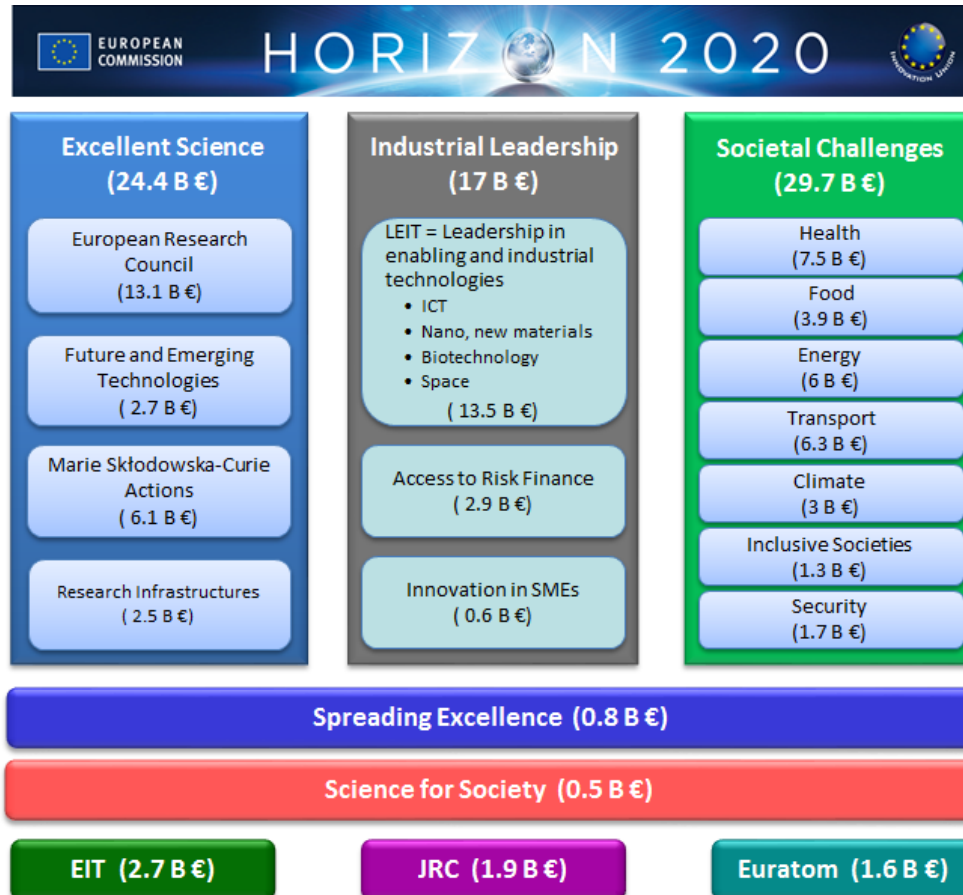 EUROPEAN
COMMISSION
HORIZON 2020
INNOVATION UNION
Excellent Science
(24.4 B €)
European Research
Council
(13.1 B €)
Future and Emerging
Technologies
( 2.7 B €)
Marie Skłodowska-Curie
Actions
( 6.1 B €)
Research Infrastructures
( 2.5 B €)
Industrial Leadership
(17 B €)
LEIT = Leadership in
enabling and industrial
technologies
• ICT
• Nano, new materials
• Biotechnology
• Space
( 13.5 B €)
Access to Risk Finance
( 2.9 B €)
Innovation in SMEs
( 0.6 B €)
Societal Challenges
(29.7 B €)
Health
(7.5 B €)
Food
(3.9 B €)
Energy
(6 B €)
Transport
(6.3 B €)
Climate
(3 B €)
Inclusive Societies
(1.3 B €)
Security
(1.7 B €)
Spreading Excellence (0.8 B €)
Science for Society (0.5 B €)
EIT (2.7 B €)
JRC (1.9 B €)
Euratom (1.6 B €)